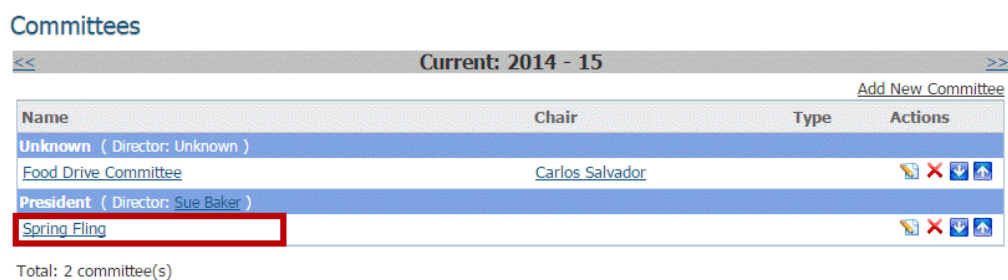 Committees
<< Current: 2014 - 15 >>
Add New Committee
Name Chair Type Actions
Unknown ( Director: Unknown )
Food Drive Committee Carlos Salvador
President ( Director: Sue Baker )
Spring Fling
Total: 2 committee(s)